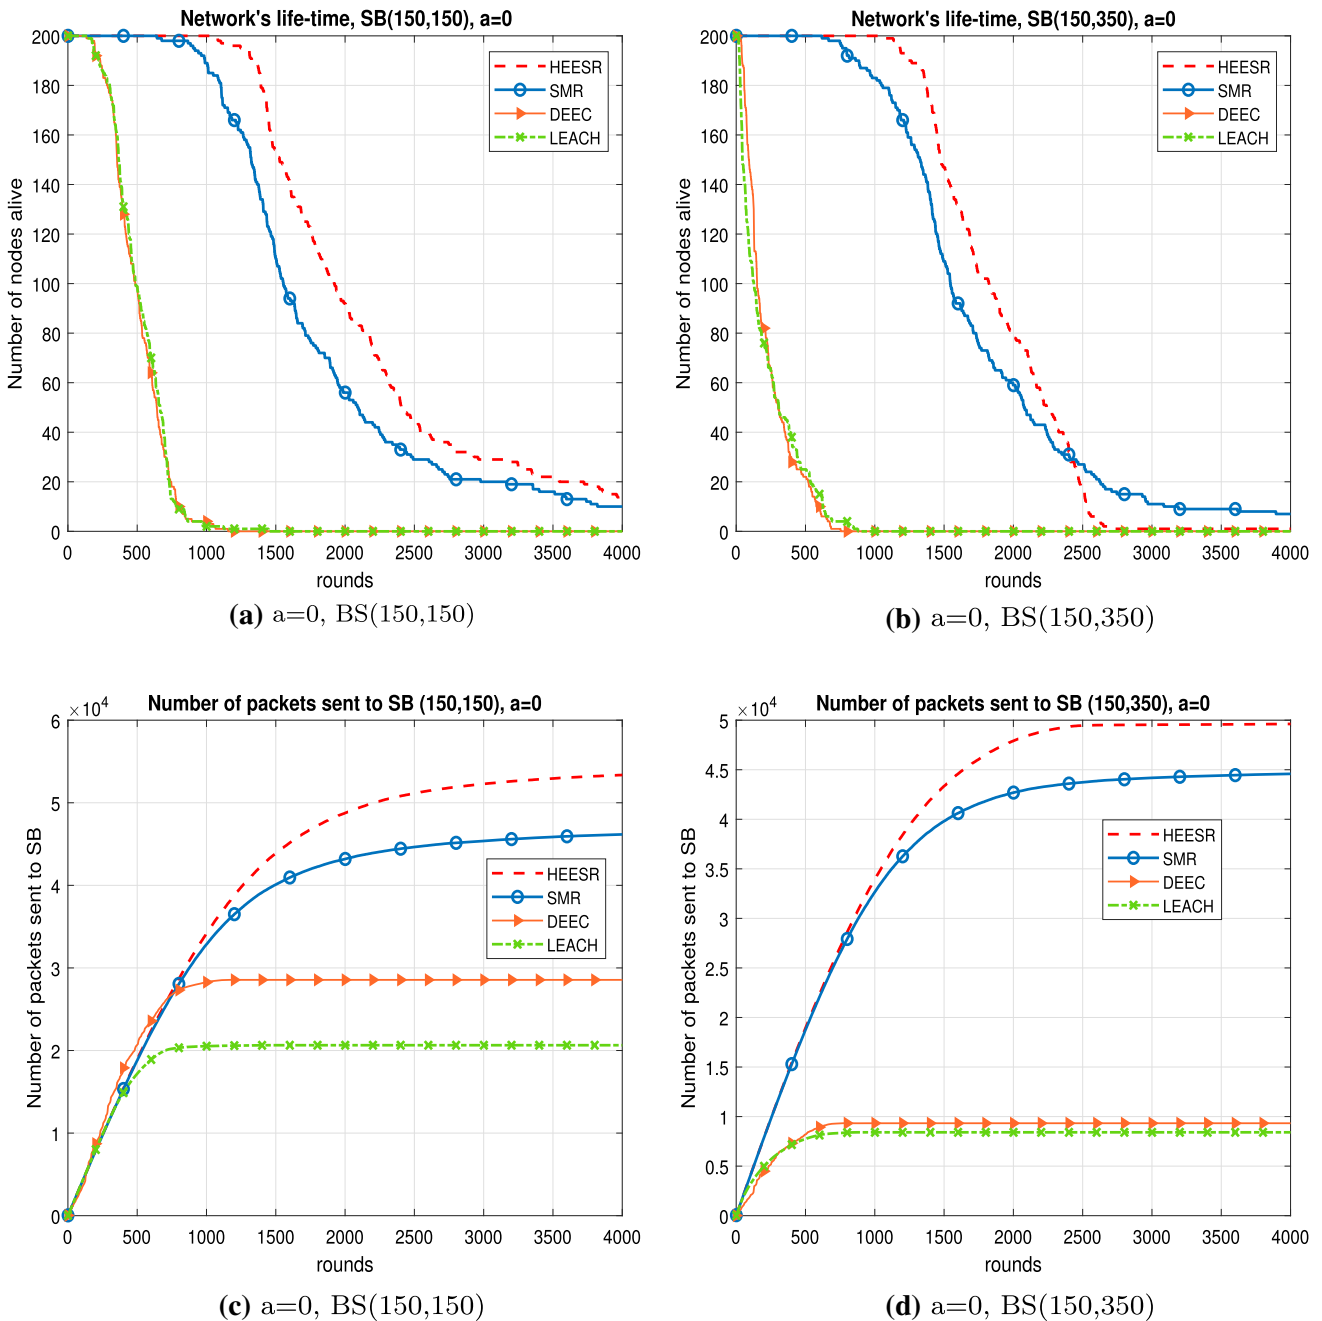 Network's life-time, SB(150,150), a=0
Number of nodes alive
200
180
160
140
120
100
80
60
40
20
0
HEESR
SMR
DEEC
LEACH
0 500 1000 1500 2000 2500 3000 3500 4000
rounds
(a) a=0, BS(150,150)
Network's life-time, SB(150,350), a=0
Number of nodes alive
200
180
160
140
120
100
80
60
40
20
0
HEESR
SMR
DEEC
LEACH
0 500 1000 1500 2000 2500 3000 3500 4000
rounds
(b) a=0, BS(150,350)
Number of packets sent to SB (150,150), a=0
×10^4
Number of packets sent to SB
6
5
4
3
2
1
0
HEESR
SMR
DEEC
LEACH
0 500 1000 1500 2000 2500 3000 3500 4000
rounds
(c) a=0, BS(150,150)
Number of packets sent to SB (150,350), a=0
×10^4
Number of packets sent to SB
5
4.5
4
3.5
3
2.5
2
1.5
1
0.5
0
HEESR
SMR
DEEC
LEACH
0 500 1000 1500 2000 2500 3000 3500 4000
rounds
(d) a=0, BS(150,350)